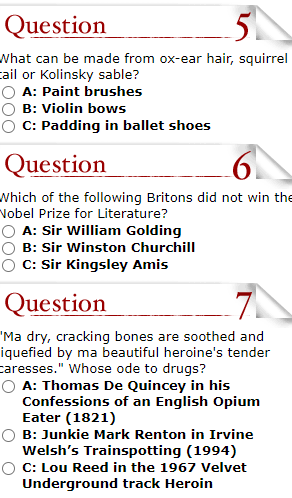 Question 5
What can be made from ox-ear hair, squirrel
tail or Kolinsky sable?
A: Paint brushes
B: Violin bows
C: Padding in ballet shoes
Question 6
Which of the following Britons did not win the
Nobel Prize for Literature?
A: Sir William Golding
B: Sir Winston Churchill
C: Sir Kingsley Amis
Question 7
"Ma dry, cracking bones are soothed and
liquefied by ma beautiful heroine's tender
caresses." Whose ode to drugs?
A: Thomas De Quincey in his
Confessions of an English Opium
Eater (1821)
B: Junkie Mark Renton in Irvine
Welsh’s Trainspotting (1994)
C: Lou Reed in the 1967 Velvet
Underground track Heroin